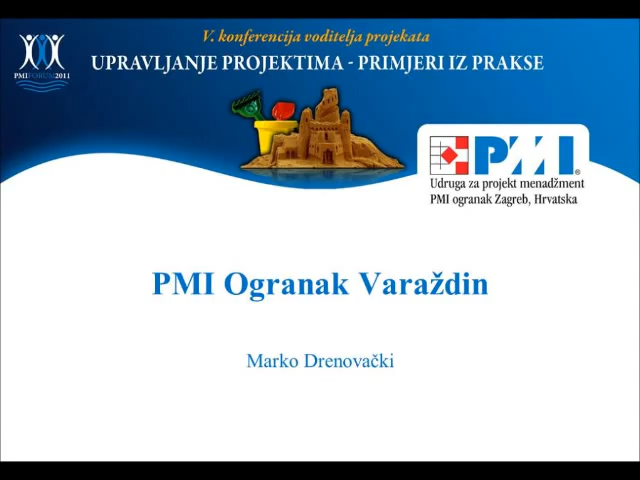 V. konferencija voditelja projekata
UPRAVLJANJE PROJEKTIMA - PRIMJERI IZ PRAKSE
PMIFORUM2011
PMI®
Udruga za projekt menadžment
PMI ogranak Zagreb, Hrvatska
PMI Ogranak Varaždin
Marko Drenovački